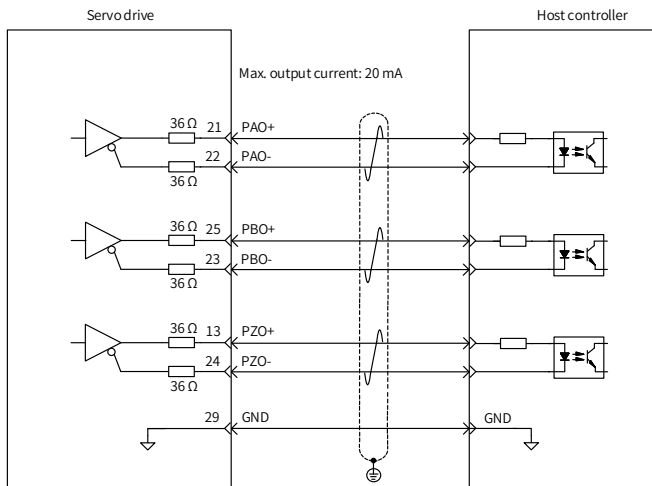 Servo drive
Host controller
Max. output current: 20 mA
36 Ω
21
PAO+
22
PAO-
36 Ω
36 Ω
25
PBO+
23
PBO-
36 Ω
36 Ω
13
PZO+
24
PZO-
36 Ω
29
GND
GND